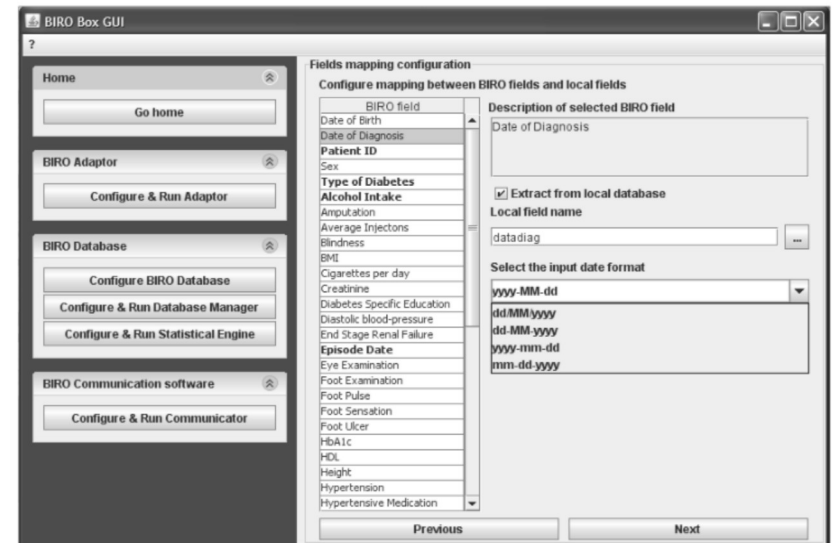 BIRO Box GUI
?
Home
Go home
BIRO Adaptor
Configure & Run Adaptor
BIRO Database
Configure BIRO Database
Configure & Run Database Manager
Configure & Run Statistical Engine
BIRO Communication software
Configure & Run Communicator
Fields mapping configuration
Configure mapping between BIRO fields and local fields
BIRO field
Date of Birth
Date of Diagnosis
Patient ID
Sex
Type of Diabetes
Alcohol Intake
Amputation
Average Injectons
Blindness
BMI
Cigarettes per day
Creatinine
Diabetes Specific Education
Diastolic blood-pressure
End Stage Renal Failure
Episode Date
Eye Examination
Foot Examination
Foot Pulse
Foot Sensation
Foot Ulcer
HbA1c
HDL
Height
Hypertension
Hypertensive Medication
Description of selected BIRO field
Date of Diagnosis
Extract from local database
Local field name
datadiag
...
Select the input date format
yyyy-MM-dd
dd/MM/yyyy
dd-MM-yyyy
yyyy-mm-dd
mm-dd-yyyy
Previous
Next